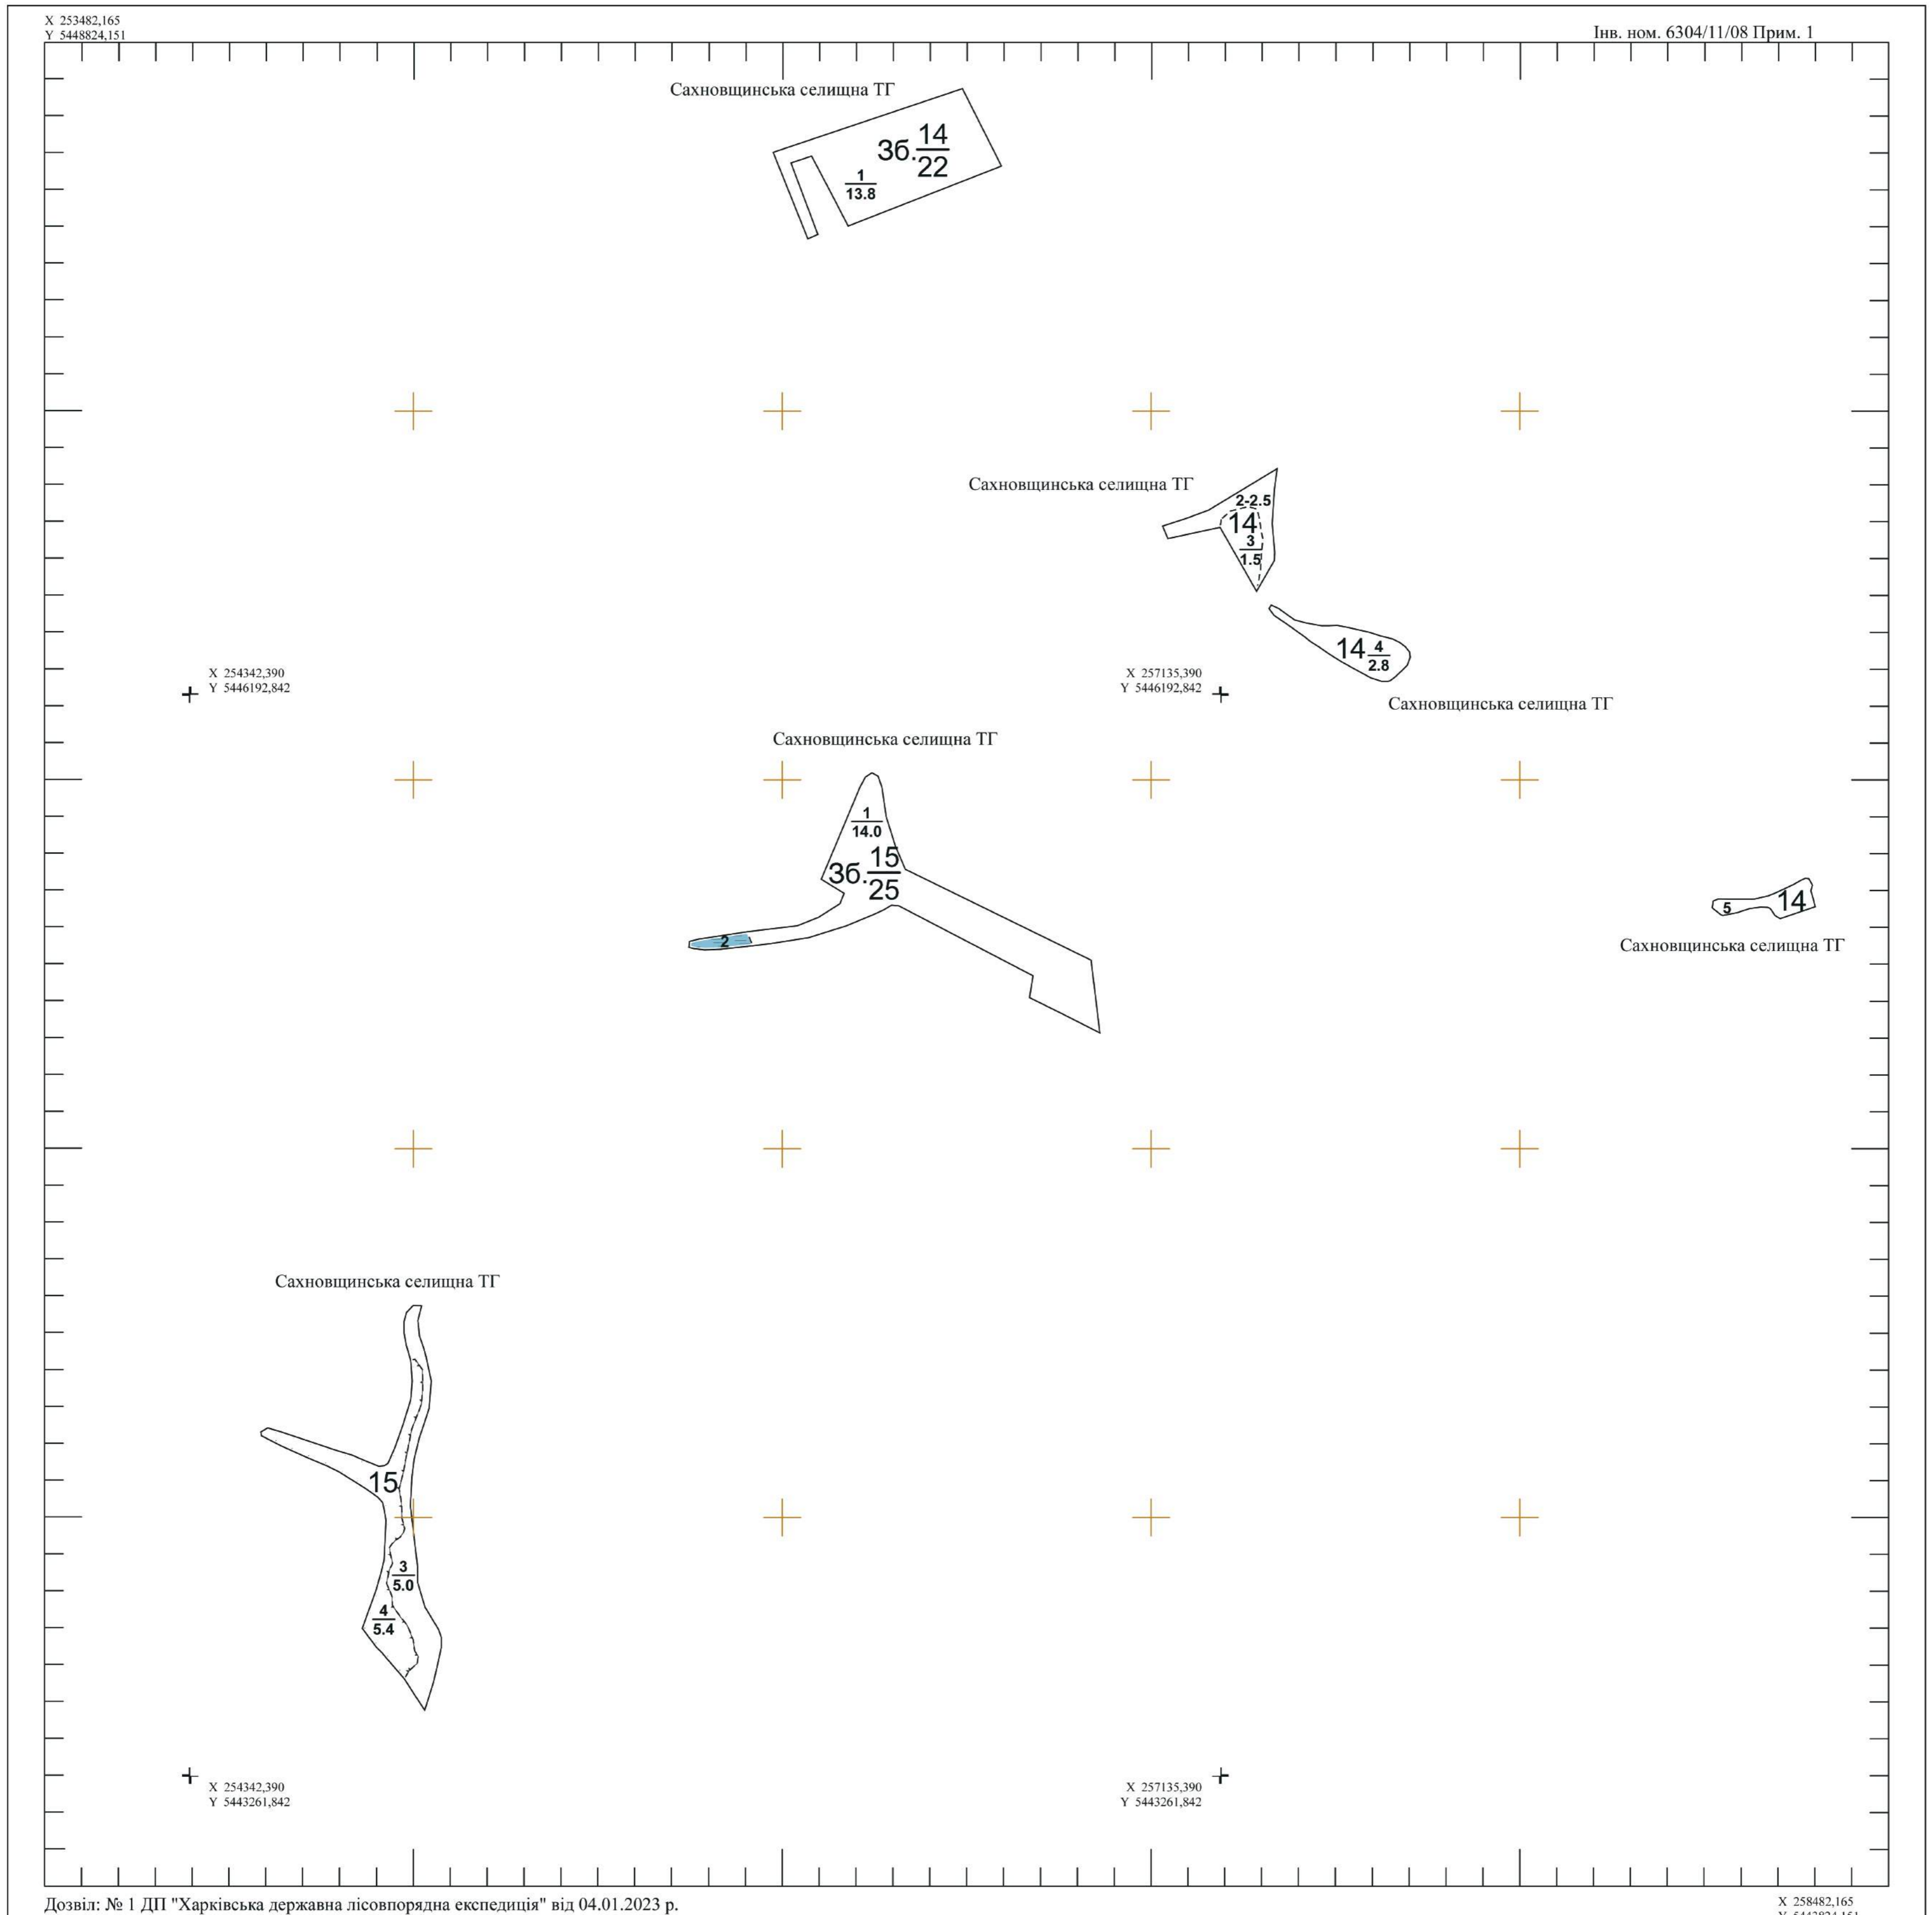 X 253482,165
Y 5448824,151
Інв. ном. 6304/11/08 Прим. 1
Сахновщинська селищна ТГ
Зб. 14
22
1
13.8
Сахновщинська селищна ТГ
2-2.5
14
3
1.5
14 4
2.8
Сахновщинська селищна ТГ
X 254342,390
Y 5446192,842
X 257135,390
Y 5446192,842
Сахновщинська селищна ТГ
1
14.0
Зб. 15
25
2
5
14
Сахновщинська селищна ТГ
Сахновщинська селищна ТГ
15
3
5.0
4
5.4
X 254342,390
Y 5443261,842
X 257135,390
Y 5443261,842
Дозвіл: № 1 ДП "Харківська державна лісовпорядна експедиція" від 04.01.2023 р.
X 258482,165